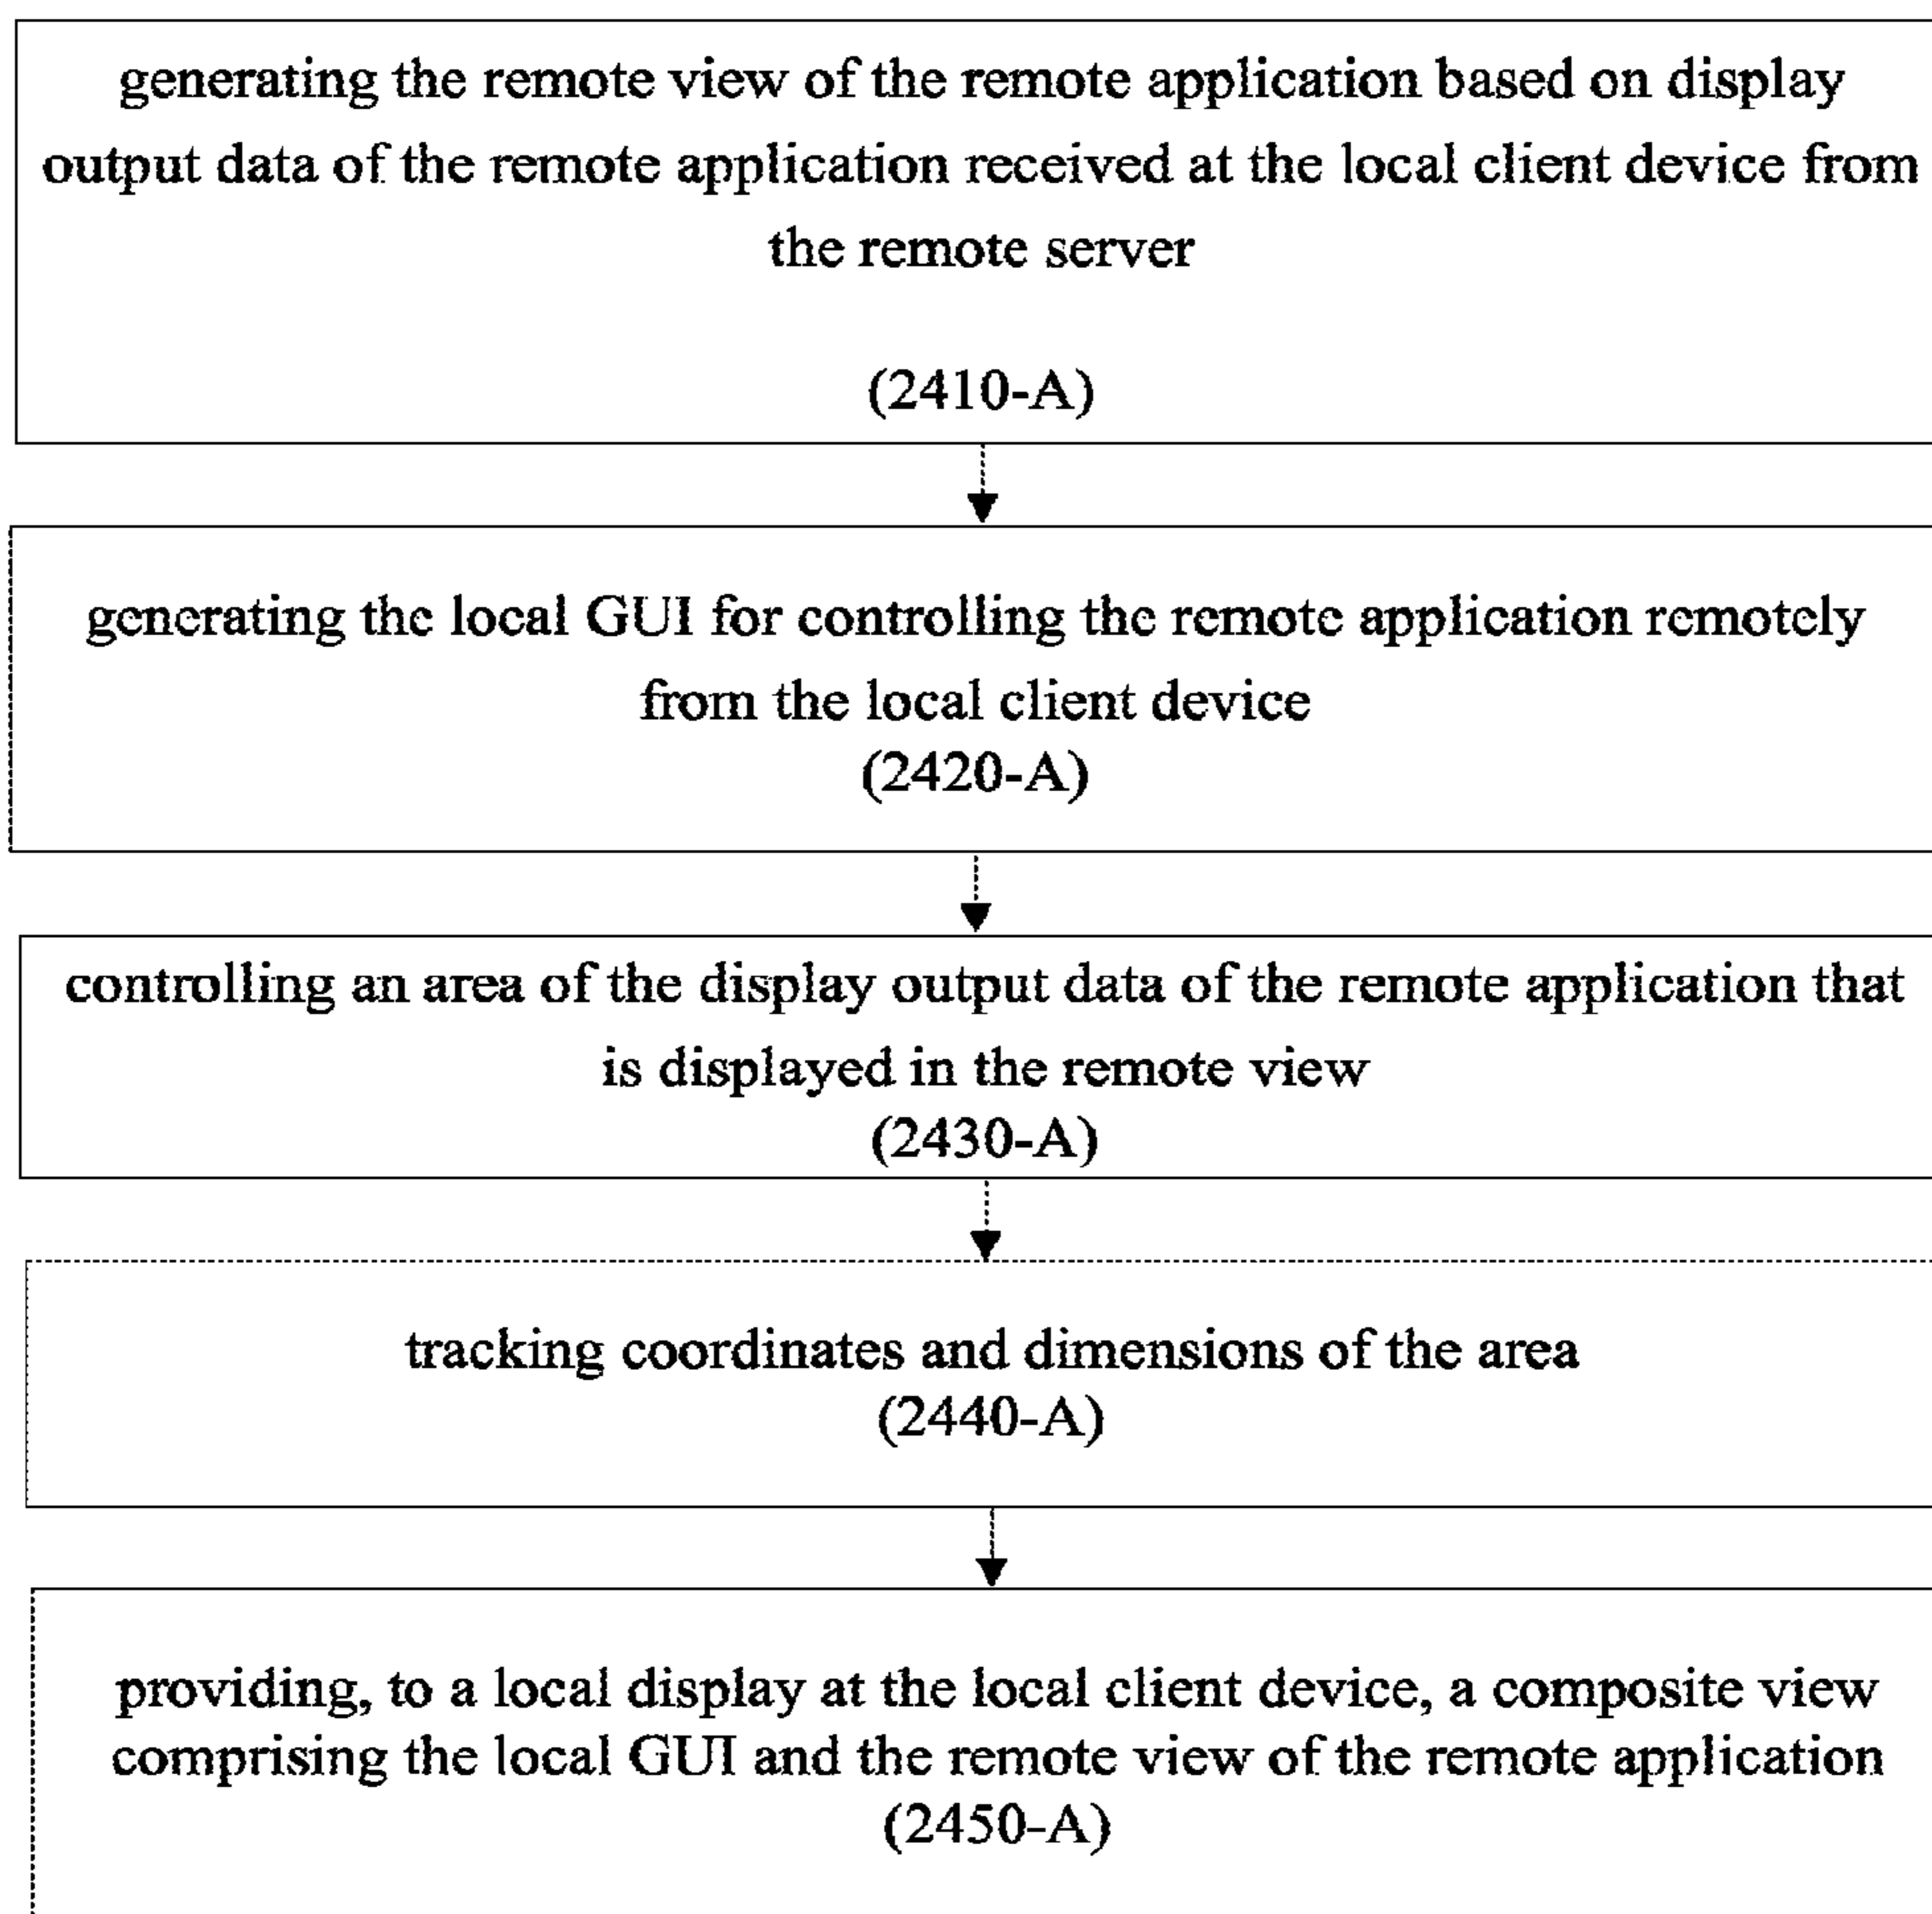 generating the remote view of the remote application based on display
output data of the remote application received at the local client device from
the remote server
(2410-A)
generating the local GUI for controlling the remote application remotely
from the local client device
(2420-A)
controlling an area of the display output data of the remote application that
is displayed in the remote view
(2430-A)
tracking coordinates and dimensions of the area
(2440-A)
providing, to a local display at the local client device, a composite view
comprising the local GUI and the remote view of the remote application
(2450-A)